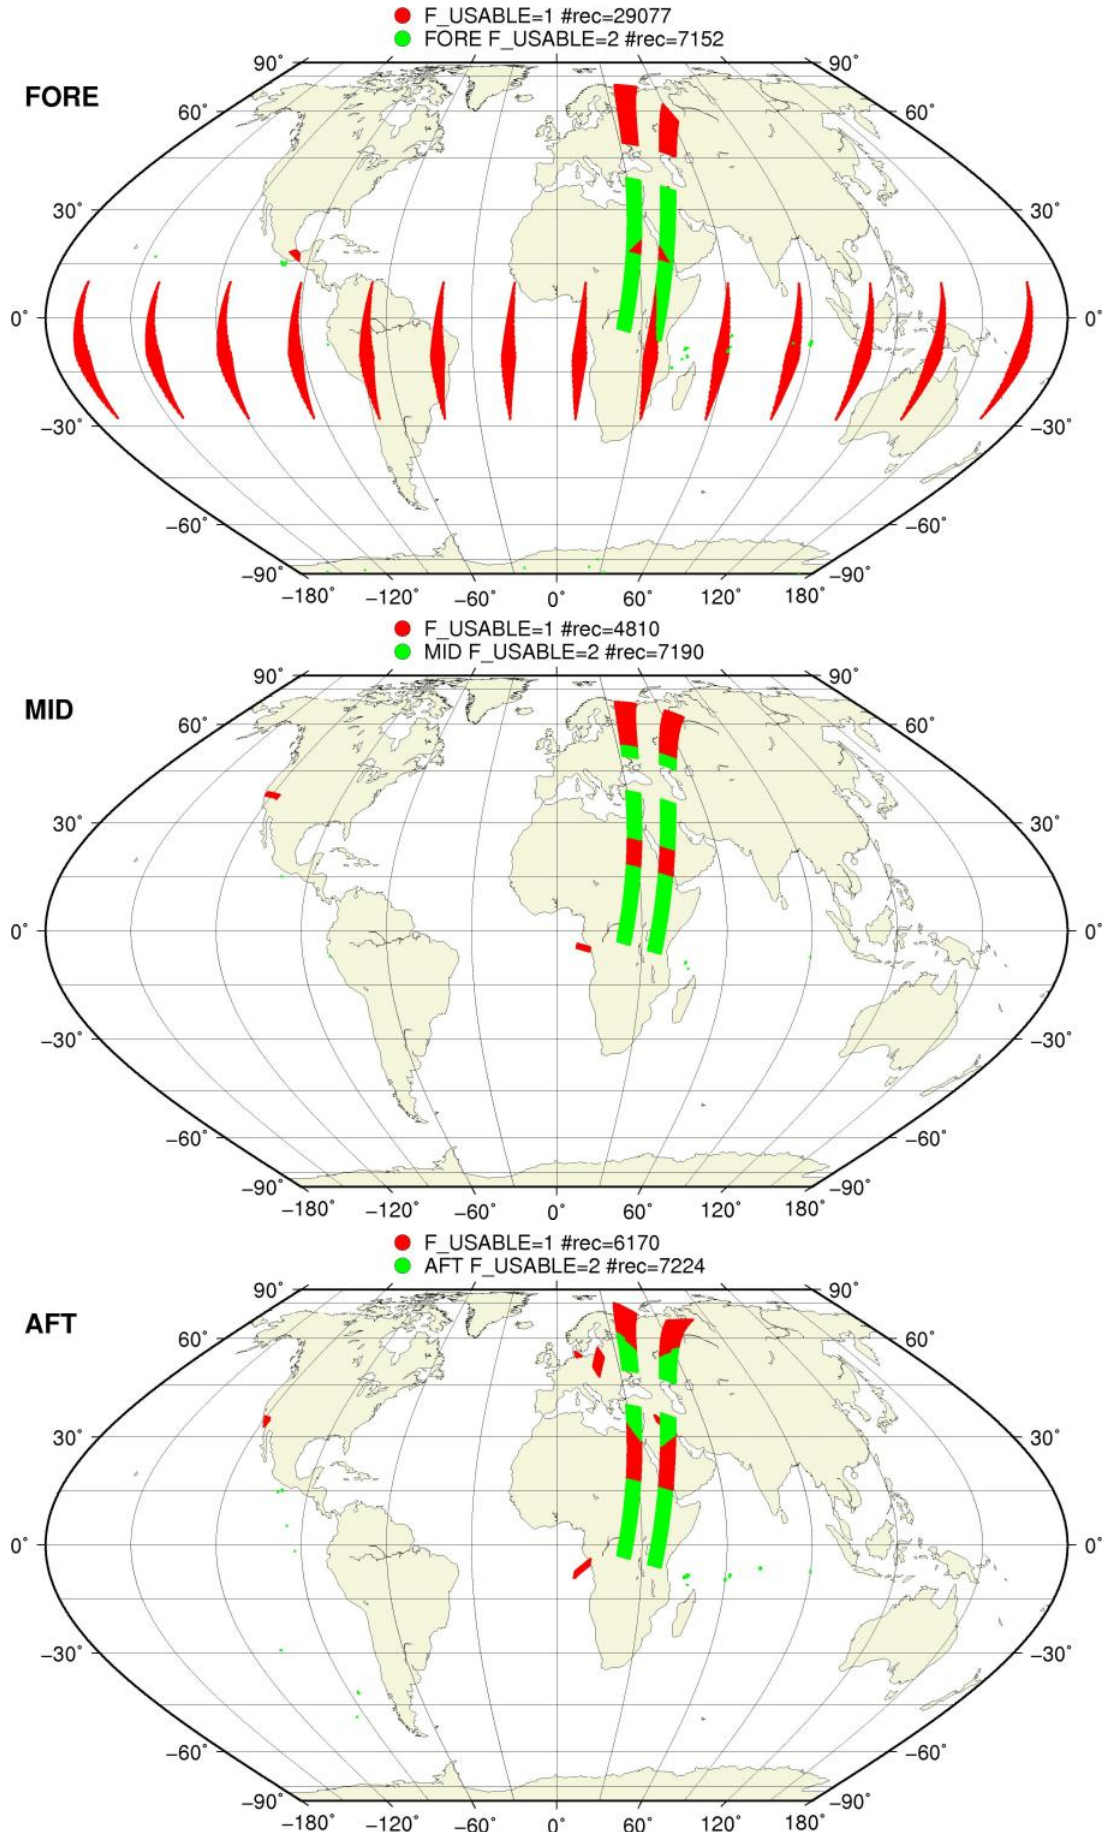 F_USABLE=1 #rec=29077
FORE F_USABLE=2 #rec=7152
FORE
90˚ 90˚
60˚ 60˚
30˚ 30˚
0˚ 0˚
−30˚ −30˚
−60˚ −60˚
−90˚ −90˚
−180˚ −120˚ −60˚ 0˚ 60˚ 120˚ 180˚
F_USABLE=1 #rec=4810
MID F_USABLE=2 #rec=7190
MID
90˚ 90˚
60˚ 60˚
30˚ 30˚
0˚ 0˚
−30˚ −30˚
−60˚ −60˚
−90˚ −90˚
−180˚ −120˚ −60˚ 0˚ 60˚ 120˚ 180˚
F_USABLE=1 #rec=6170
AFT F_USABLE=2 #rec=7224
AFT
90˚ 90˚
60˚ 60˚
30˚ 30˚
0˚ 0˚
−30˚ −30˚
−60˚ −60˚
−90˚ −90˚
−180˚ −120˚ −60˚ 0˚ 60˚ 120˚ 180˚